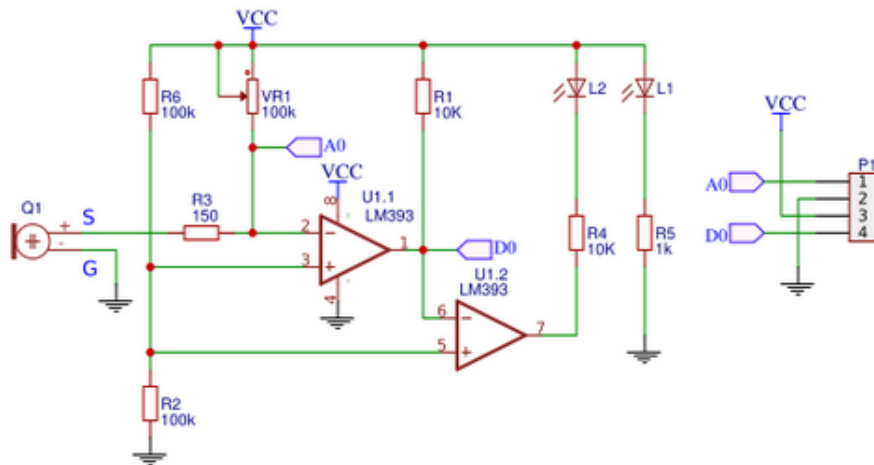 VCC
R6
100k
VR1
100k
R1
10K
L2
L1
VCC
A0
VCC
P1
Q1
S
R3
150
U1.1
LM393
8
A0
1
2
3
4
+
-
2
−
1
D0
R4
10K
R5
1k
D0
G
3
+
4
U1.2
LM393
6
−
7
5
+
R2
100k